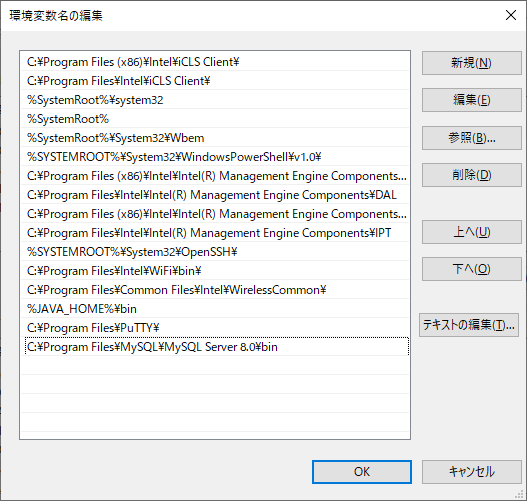 環境変数名の編集
C:¥Program Files (x86)¥Intel¥iCLS Client¥
C:¥Program Files¥Intel¥iCLS Client¥
%SystemRoot%¥system32
%SystemRoot%
%SystemRoot%¥System32¥Wbem
%SYSTEMROOT%¥System32¥WindowsPowerShell¥v1.0¥
C:¥Program Files (x86)¥Intel¥Intel(R) Management Engine Components...
C:¥Program Files¥Intel¥Intel(R) Management Engine Components¥DAL
C:¥Program Files (x86)¥Intel¥Intel(R) Management Engine Components...
C:¥Program Files¥Intel¥Intel(R) Management Engine Components¥IPT
%SYSTEMROOT%¥System32¥OpenSSH¥
C:¥Program Files¥Intel¥WiFi¥bin¥
C:¥Program Files¥Common Files¥Intel¥WirelessCommon¥
%JAVA_HOME%¥bin
C:¥Program Files¥PuTTY¥
C:¥Program Files¥MySQL¥MySQL Server 8.0¥bin
新規(N)
編集(E)
参照(B)...
削除(D)
上へ(U)
下へ(O)
テキストの編集(T)...
OK
キャンセル